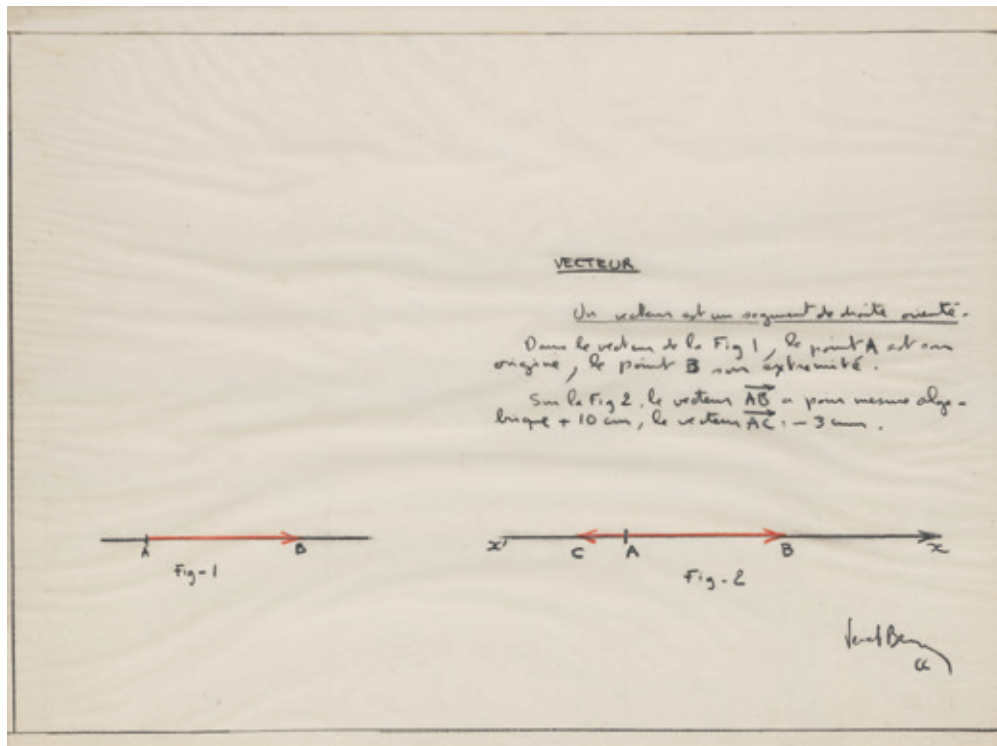 VECTEUR
Un vecteur est un segment de droite orienté.
Dans le vecteur de la Fig 1, le point A est son
origine, le point B son extremité.
Sur la Fig 2, le vecteur AB a pour mesure algé-
brique + 10 cm, le vecteur AC : - 3 cm.
A B
Fig-1
x' C A B x
Fig-2